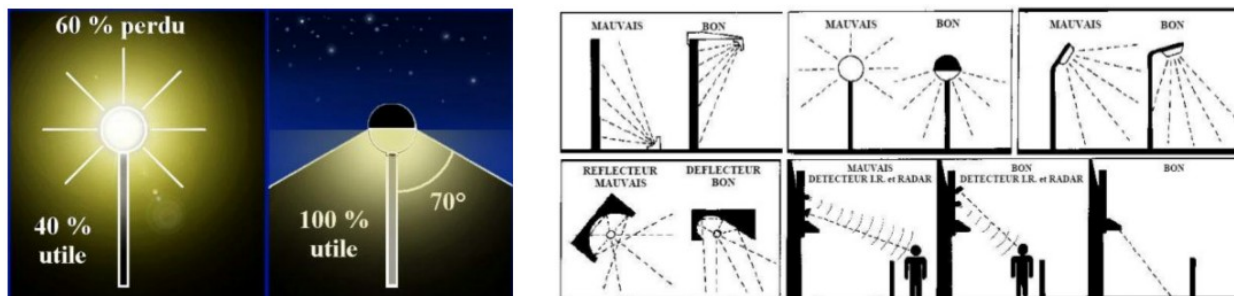 60 % perdu
40 %
utile
100 %
utile
70°
MAUVAIS
BON
MAUVAIS
BON
MAUVAIS
BON
REFLECTEUR
MAUVAIS
DEFLECTEUR
BON
MAUVAIS
DETECTEUR I.R. et RADAR
BON
DETECTEUR I.R. et RADAR
BON